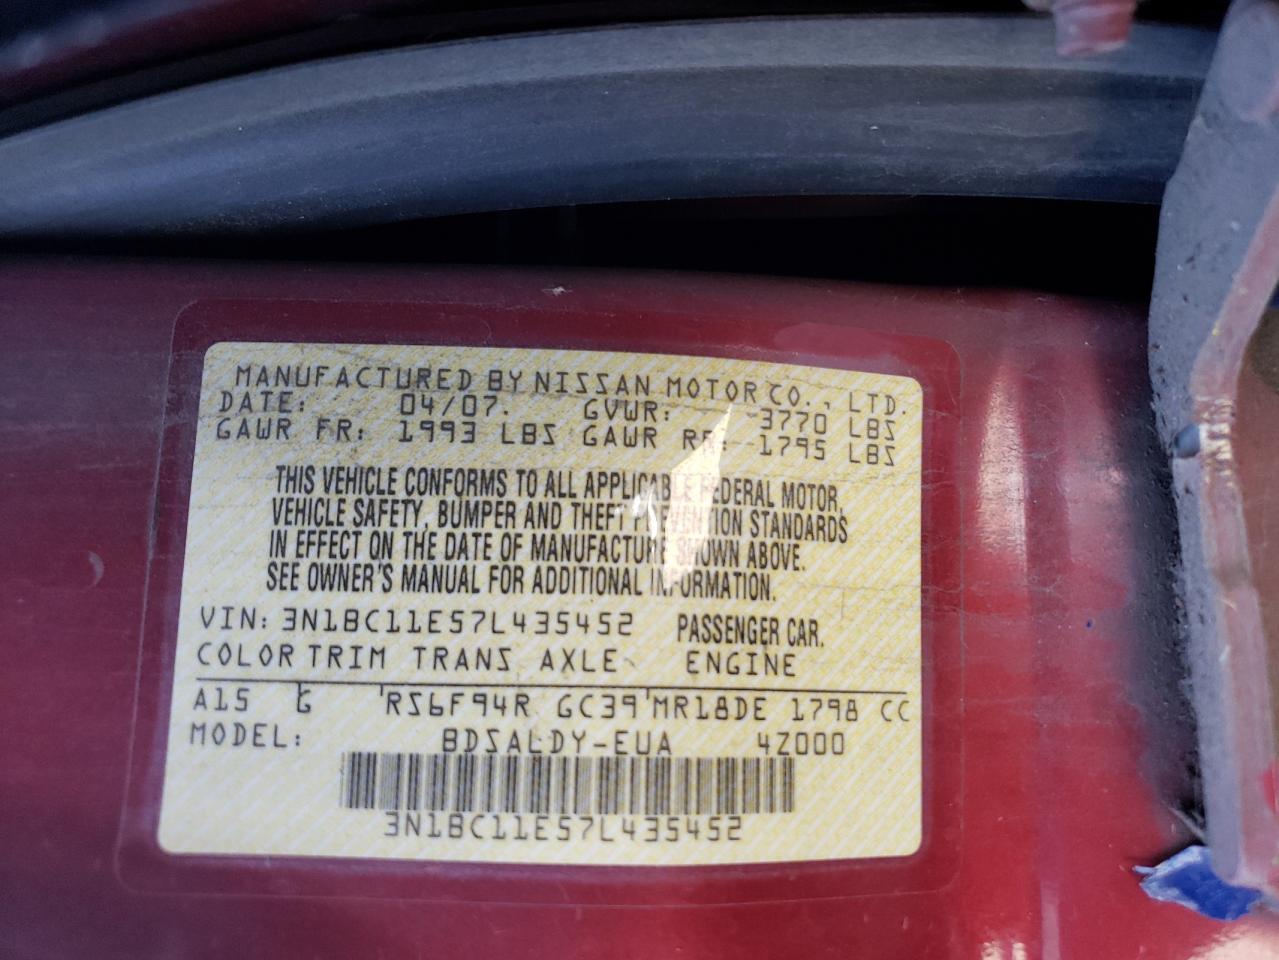 MANUFACTURED BY NISSAN MOTOR CO., LTD.
DATE: 04/07. GVWR: 3770 LBS
GAWR FR: 1993 LBS GAWR RR: 1795 LBS
THIS VEHICLE CONFORMS TO ALL APPLICABLE FEDERAL MOTOR
VEHICLE SAFETY, BUMPER AND THEFT PREVENTION STANDARDS
IN EFFECT ON THE DATE OF MANUFACTURE SHOWN ABOVE.
SEE OWNER'S MANUAL FOR ADDITIONAL INFORMATION.
VIN: 3N1BC11E57L435452 PASSENGER CAR.
COLOR TRIM TRANS AXLE ENGINE
A15 G RS6F94R GC39 MR18DE 1798 CC
MODEL: BDSALDY-EUA 4Z000
3N1BC11E57L435452